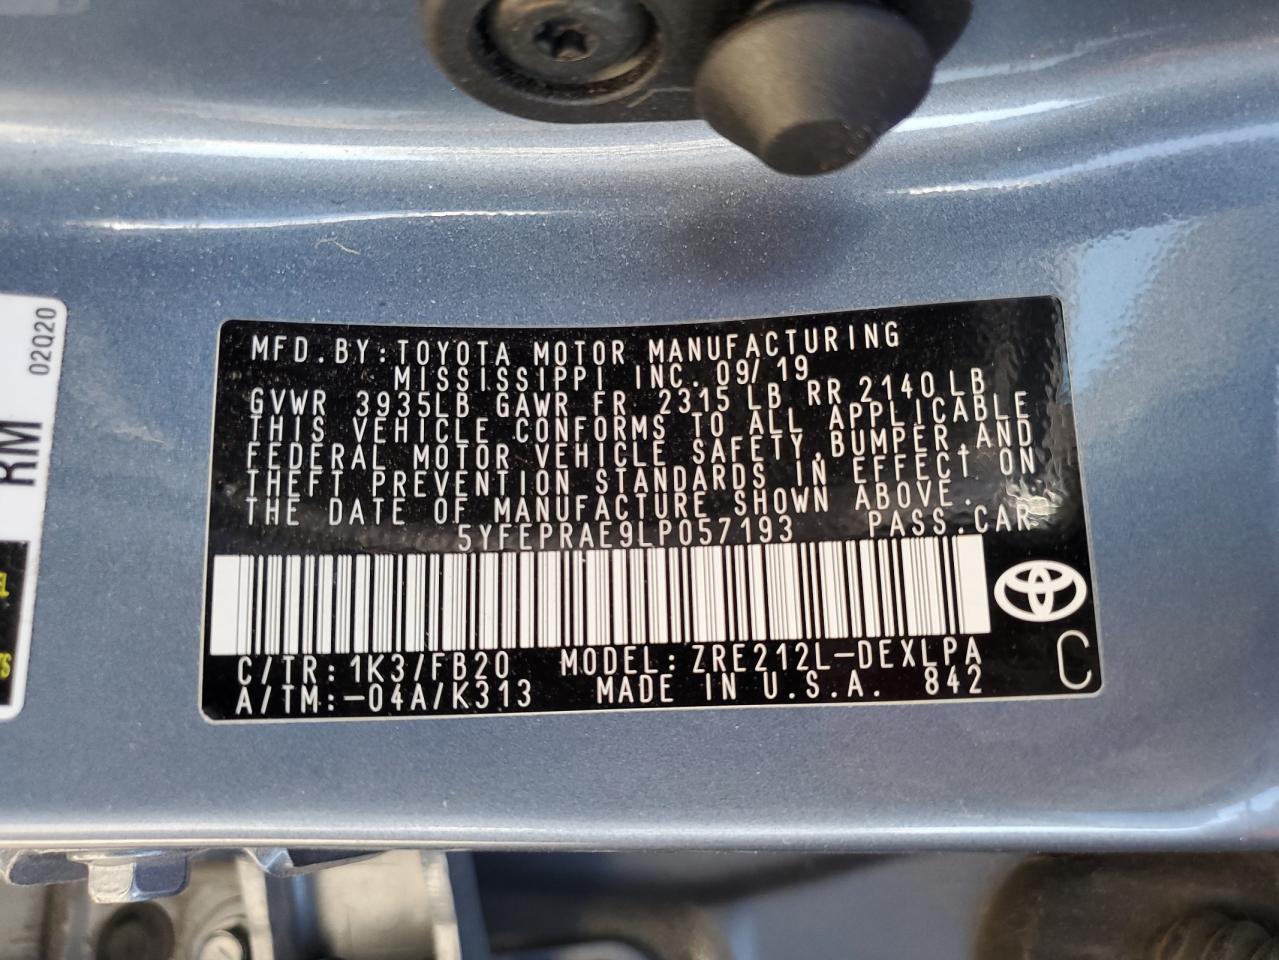 MFD.BY:TOYOTA MOTOR MANUFACTURING
MISSISSIPPI INC. 09/19
GVWR 3935LB GAWR FR 2315 LB RR 2140LB
THIS VEHICLE CONFORMS TO ALL APPLICABLE
FEDERAL MOTOR VEHICLE SAFETY,BUMPER,AND
THEFT PREVENTION STANDARDS IN EFFECT ON
THE DATE OF MANUFACTURE SHOWN ABOVE.
5YFEPRAE9LP057193 PASS.CAR
C/TR:1K3/FB20 MODEL:ZRE212L-DEXLPA
A/TM:-04A/K313 MADE IN U.S.A. 842
C
02Q20
RM